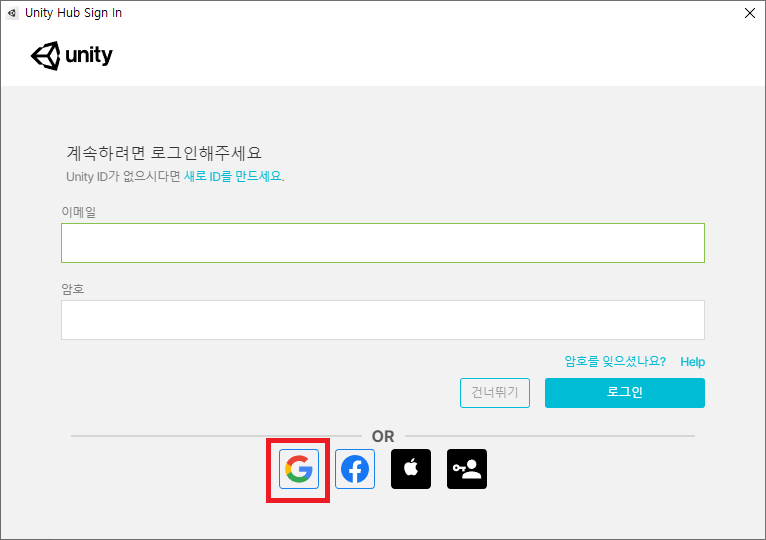 Unity Hub Sign In
unity
계속하려면 로그인해주세요
Unity ID가 없으시다면 새로 ID를 만드세요.
이메일
암호
암호를 잊으셨나요? Help
건너뛰기 로그인
OR